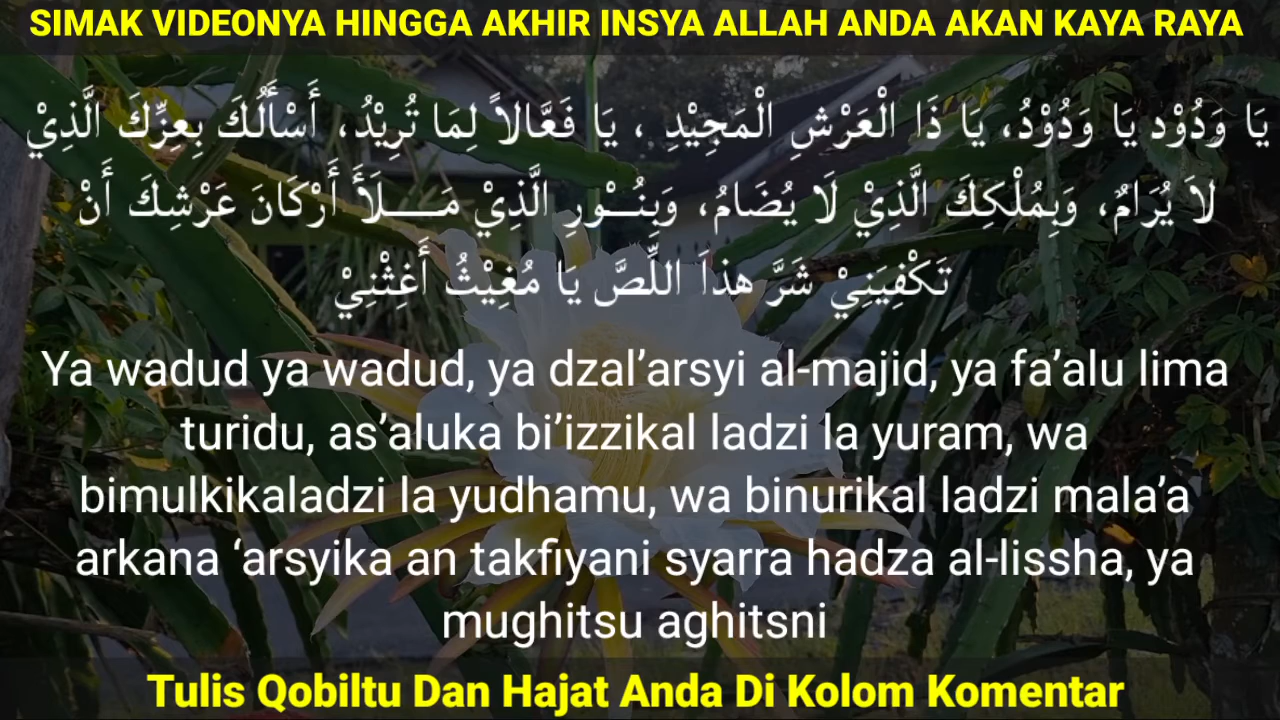 SIMAK VIDEONYA HINGGA AKHIR INSYA ALLAH ANDA AKAN KAYA RAYA
يَا وَدُوْد يَا وَدُوْدُ، يَا ذَا الْعَرْشِ الْمَجِيْدِ ، يَا فَعَّالاً لِمَا تُرِيْدُ، أَسْأَلُكَ بِعِزِّكَ الَّذِيْ
لاَ يُرَامُ، وَبِمُلْكِكَ الَّذِيْ لَا يُضَامُ، وَبِنُــوْرِ الَّذِيْ مَــــلَأَ أَرْكَانَ عَرْشِكَ أَنْ
تَكْفِيَنِيْ شَرَّ هذاَ اللِّصَّ يَا مُغِيْثُ أَغِثْنِيْ
Ya wadud ya wadud, ya dzal’arsyi al-majid, ya fa’alu lima
turidu, as’aluka bi’izzikal ladzi la yuram, wa
bimulkikaladzi la yudhamu, wa binurikal ladzi mala’a
arkana ‘arsyika an takfiyani syarra hadza al-lissha, ya
mughitsu aghitsni
Tulis Qobiltu Dan Hajat Anda Di Kolom Komentar